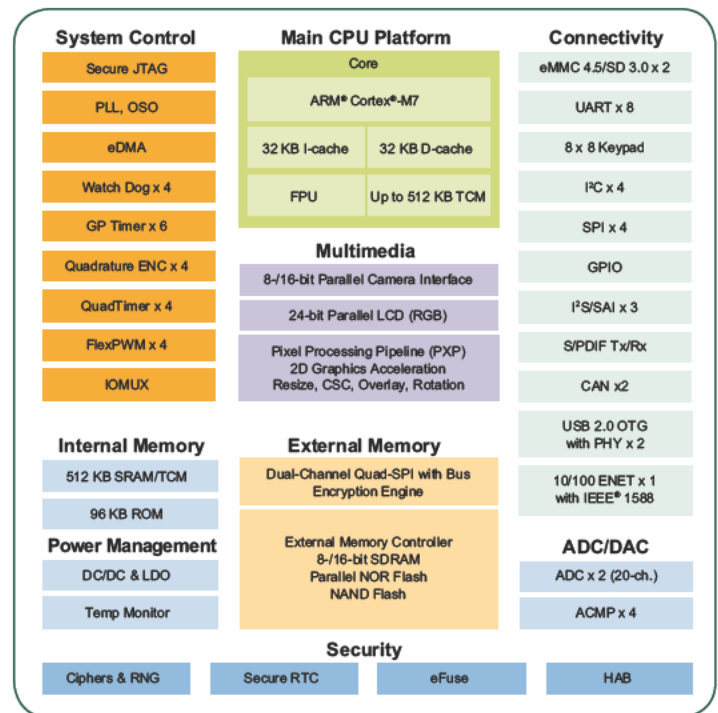 System Control
Secure JTAG
PLL, OSO
eDMA
Watch Dog x 4
GP Timer x 6
Quadrature ENC x 4
QuadTimer x 4
FlexPWM x 4
IOMUX
Internal Memory
512 KB SRAM/TCM
96 KB ROM
Power Management
DC/DC & LDO
Temp Monitor
Main CPU Platform
Core
ARM® Cortex®-M7
32 KB I-cache
32 KB D-cache
FPU
Up to 512 KB TCM
Multimedia
8-/16-bit Parallel Camera Interface
24-bit Parallel LCD (RGB)
Pixel Processing Pipeline (PXP)
2D Graphics Acceleration
Resize, CSC, Overlay, Rotation
External Memory
Dual-Channel Quad-SPI with Bus
Encryption Engine
External Memory Controller
8-/16-bit SDRAM
Parallel NOR Flash
NAND Flash
Connectivity
eMMC 4.5/SD 3.0 x 2
UART x 8
8 x 8 Keypad
I²C x 4
SPI x 4
GPIO
I²S/SAI x 3
S/PDIF Tx/Rx
CAN x2
USB 2.0 OTG
with PHY x 2
10/100 ENET x 1
with IEEE® 1588
ADC/DAC
ADC x 2 (20-ch.)
ACMP x 4
Security
Ciphers & RNG
Secure RTC
eFuse
HAB